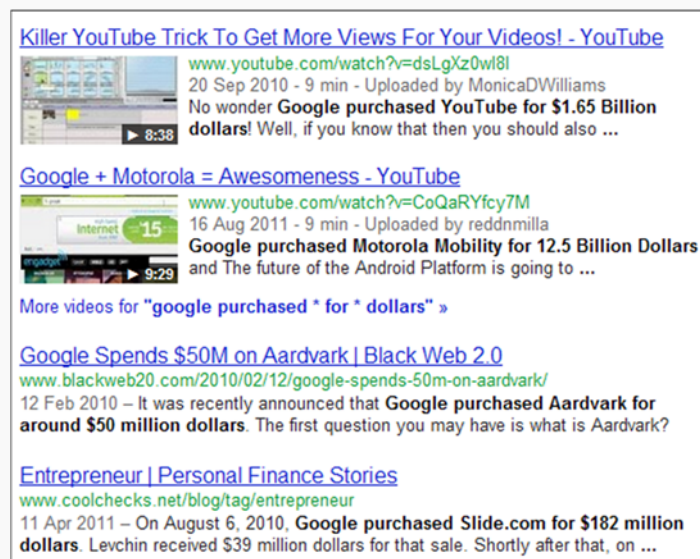 Killer YouTube Trick To Get More Views For Your Videos! - YouTube
www.youtube.com/watch?v=dsLgXz0wl8I
20 Sep 2010 - 9 min - Uploaded by MonicaDWilliams
No wonder Google purchased YouTube for $1.65 Billion
dollars! Well, if you know that then you should also ...
▶ 8:38
Google + Motorola = Awesomeness - YouTube
www.youtube.com/watch?v=CoQaRYfcy7M
16 Aug 2011 - 9 min - Uploaded by reddnmilla
Google purchased Motorola Mobility for 12.5 Billion Dollars
and The future of the Android Platform is going to ...
Internet $15
engadget
▶ 9:29
More videos for "google purchased * for * dollars" »
Google Spends $50M on Aardvark | Black Web 2.0
www.blackweb20.com/2010/02/12/google-spends-50m-on-aardvark/
12 Feb 2010 – It was recently announced that Google purchased Aardvark for
around $50 million dollars. The first question you may have is what is Aardvark?
Entrepreneur | Personal Finance Stories
www.coolchecks.net/blog/tag/entrepreneur
11 Apr 2011 – On August 6, 2010, Google purchased Slide.com for $182 million
dollars. Levchin received $39 million dollars for that sale. Shortly after that, on ...